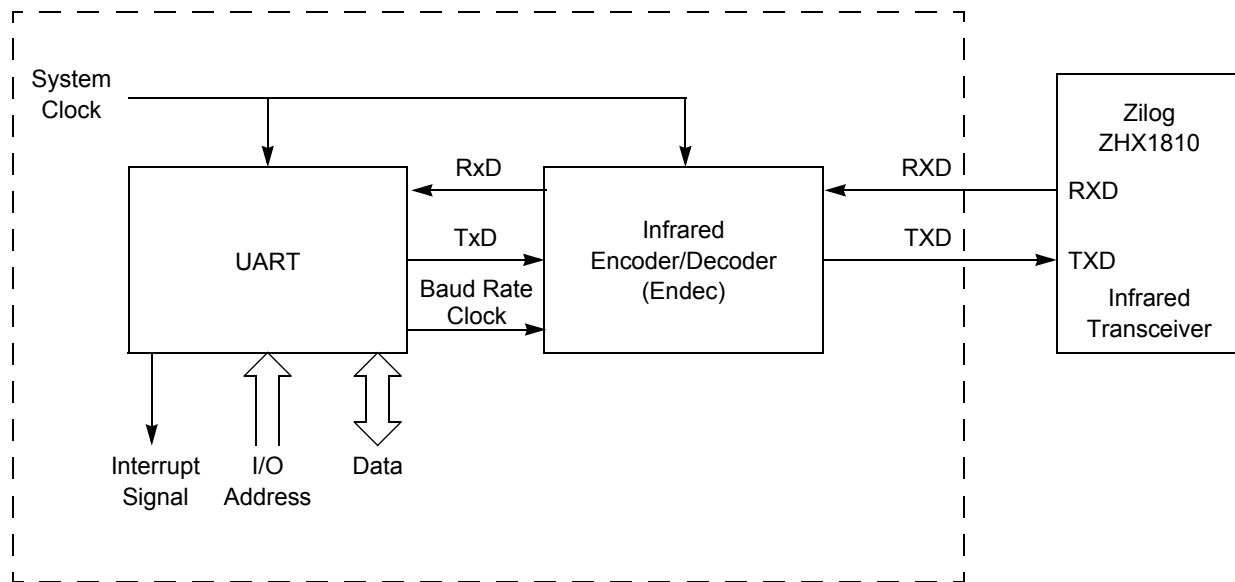 System
Clock
Zilog
ZHX1810
RxD
RXD
RXD
UART
TxD
Infrared
Encoder/Decoder
(Endec)
TXD
TXD
Baud Rate
Clock
Infrared
Transceiver
Interrupt
Signal
I/O
Address
Data